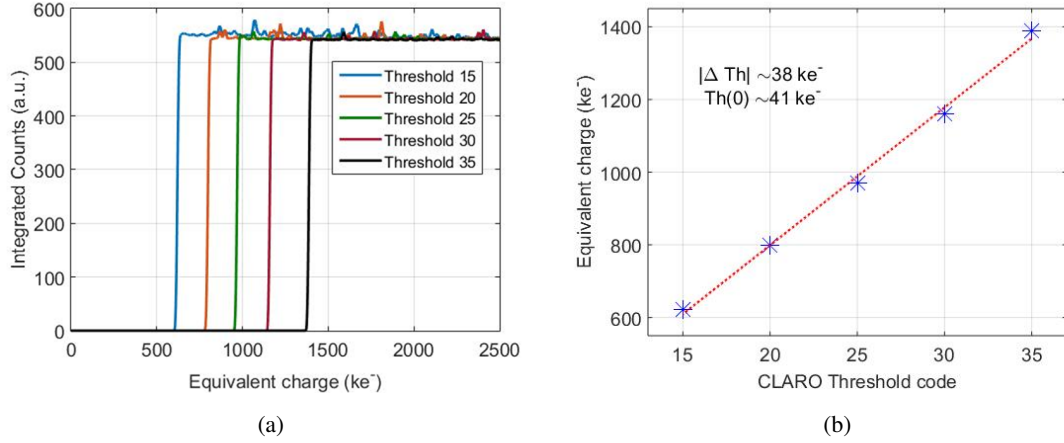 600
500
400
300
200
100
0
Integrated Counts (a.u.)
Threshold 15
Threshold 20
Threshold 25
Threshold 30
Threshold 35
0 500 1000 1500 2000 2500
Equivalent charge (ke⁻)
(a)
1400
1200
1000
800
600
Equivalent charge (ke⁻)
|Δ Th| ~38 ke⁻
Th(0) ~41 ke⁻
15 20 25 30 35
CLARO Threshold code
(b)